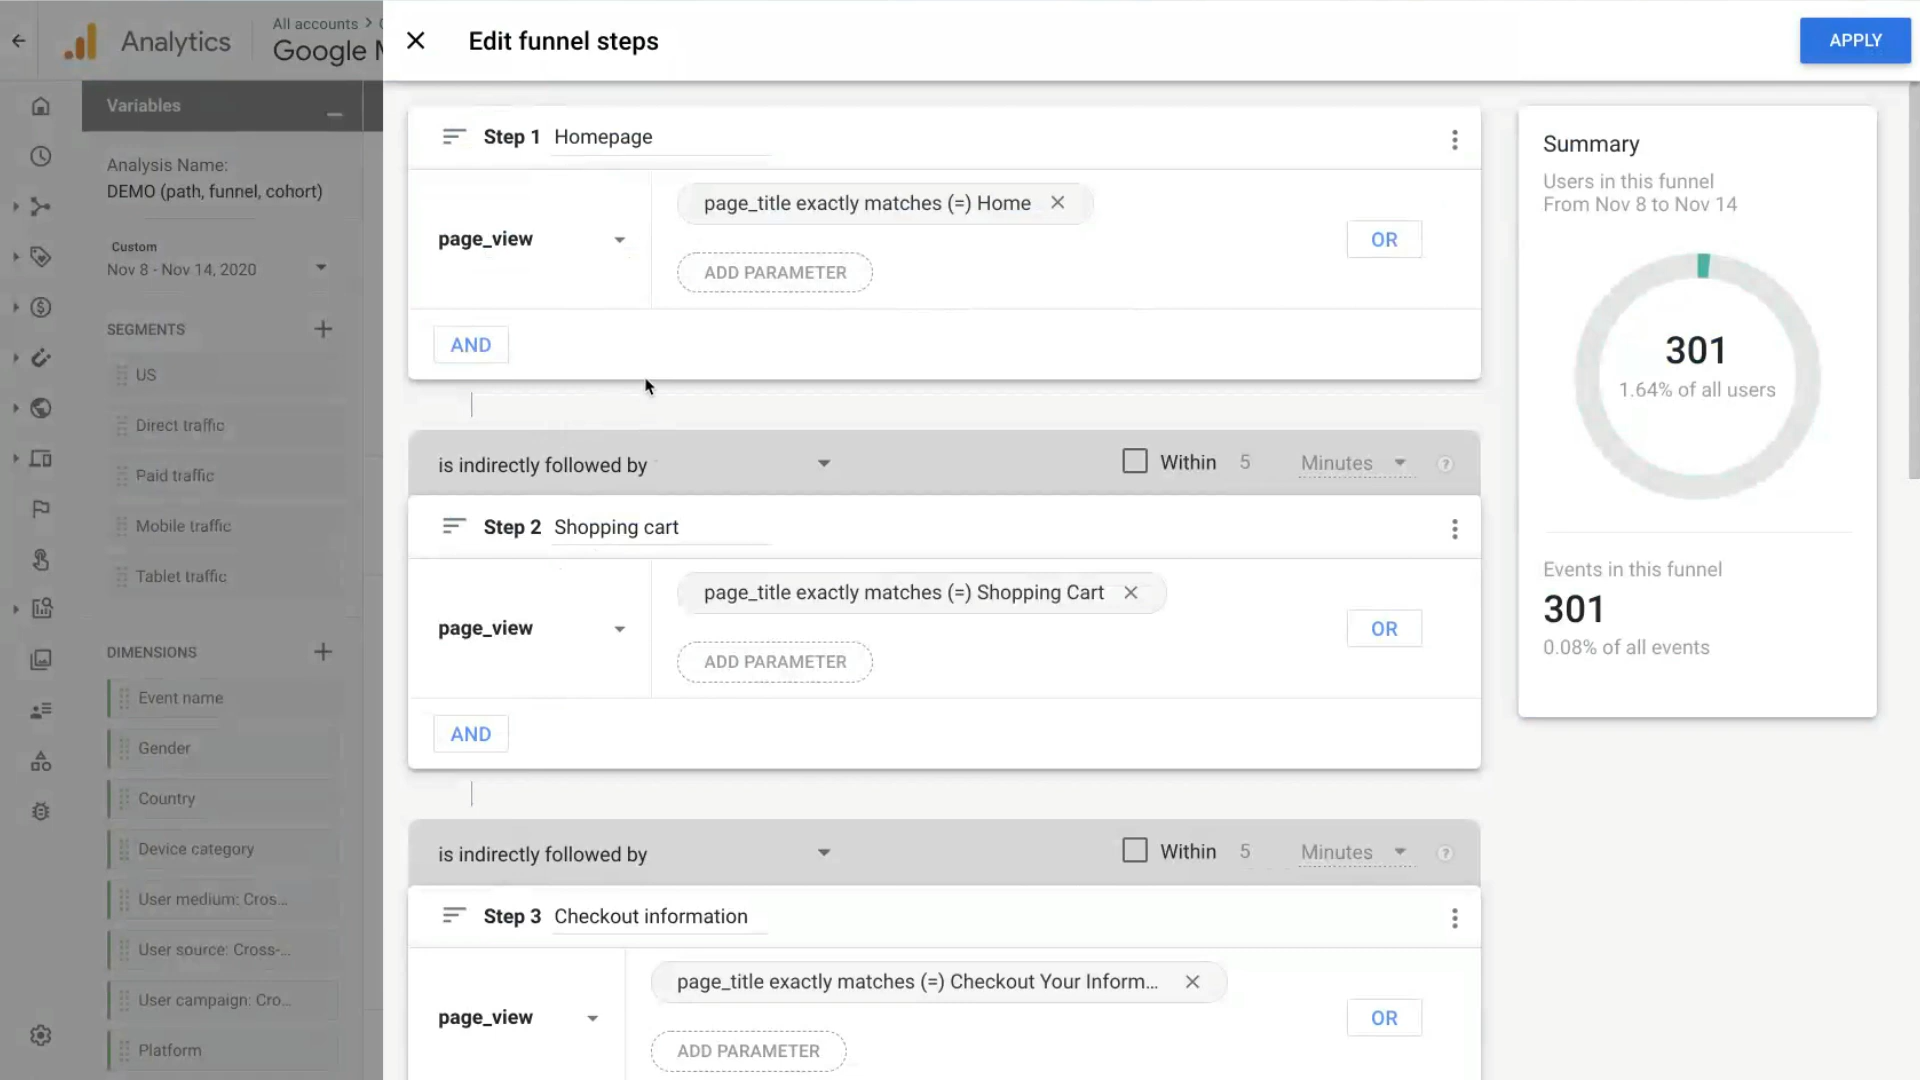 Analytics
All accounts >
Google M
Edit funnel steps
APPLY
Variables
Analysis Name:
DEMO (path, funnel, cohort)
Custom
Nov 8 - Nov 14, 2020
SEGMENTS
US
Direct traffic
Paid traffic
Mobile traffic
Tablet traffic
DIMENSIONS
Event name
Gender
Country
Device category
User medium: Cros...
User source: Cross-...
User campaign: Cro...
Platform
Step 1 Homepage
page_view
page_title exactly matches (=) Home
ADD PARAMETER
OR
AND
is indirectly followed by
Within 5 Minutes ?
Step 2 Shopping cart
page_view
page_title exactly matches (=) Shopping Cart
ADD PARAMETER
OR
AND
is indirectly followed by
Within 5 Minutes ?
Step 3 Checkout information
page_view
page_title exactly matches (=) Checkout Your Inform...
ADD PARAMETER
OR
Summary
Users in this funnel
From Nov 8 to Nov 14
301
1.64% of all users
Events in this funnel
301
0.08% of all events